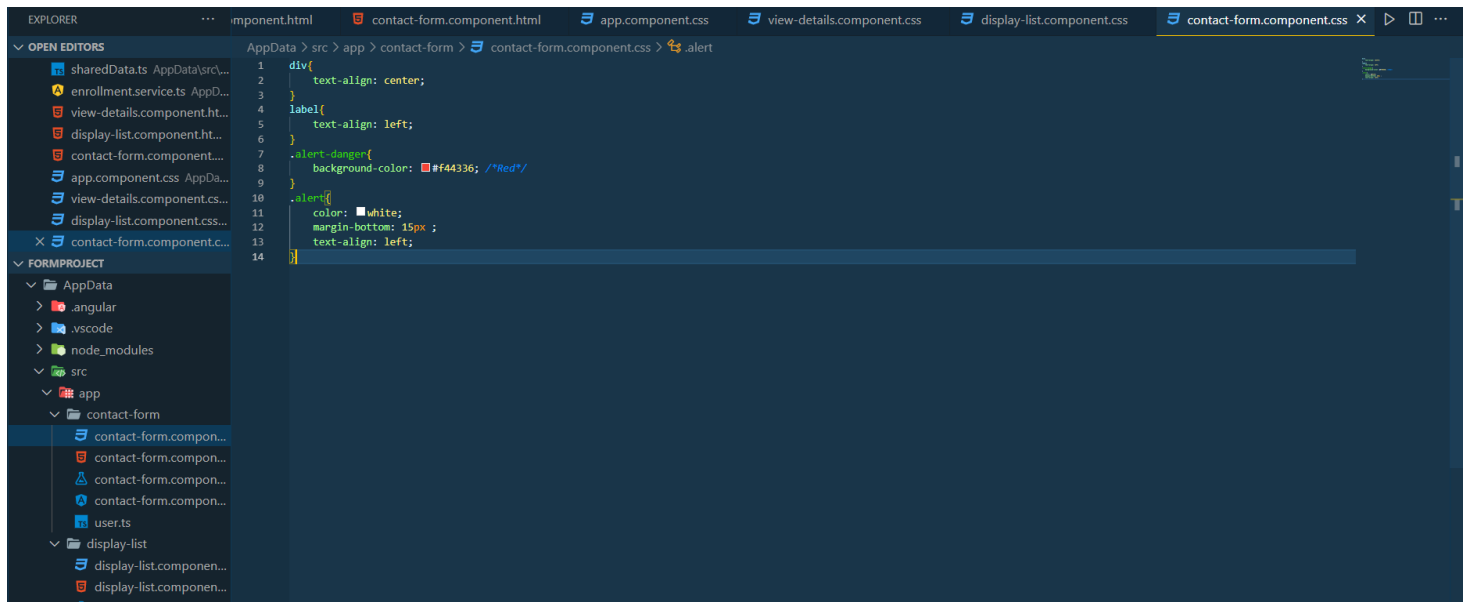 EXPLORER ...
mponent.html contact-form.component.html app.component.css view-details.component.css display-list.component.css contact-form.component.css
OPEN EDITORS
AppData > src > app > contact-form > contact-form.component.css > .alert
sharedData.ts AppData\src\...
enrollment.service.ts AppD...
view-details.component.ht...
display-list.component.ht...
contact-form.component....
app.component.css AppDa...
view-details.component.cs...
display-list.component.css...
contact-form.component.c...
FORMPROJECT
AppData
.angular
.vscode
node_modules
src
app
contact-form
contact-form.compon...
contact-form.compon...
contact-form.compon...
contact-form.compon...
user.ts
display-list
display-list.componen...
display-list.componen...
1 div{
2 text-align: center;
3 }
4 label{
5 text-align: left;
6 }
7 .alert-danger{
8 background-color: #f44336; /*Red*/
9 }
10 .alert{
11 color: white;
12 margin-bottom: 15px ;
13 text-align: left;
14 }